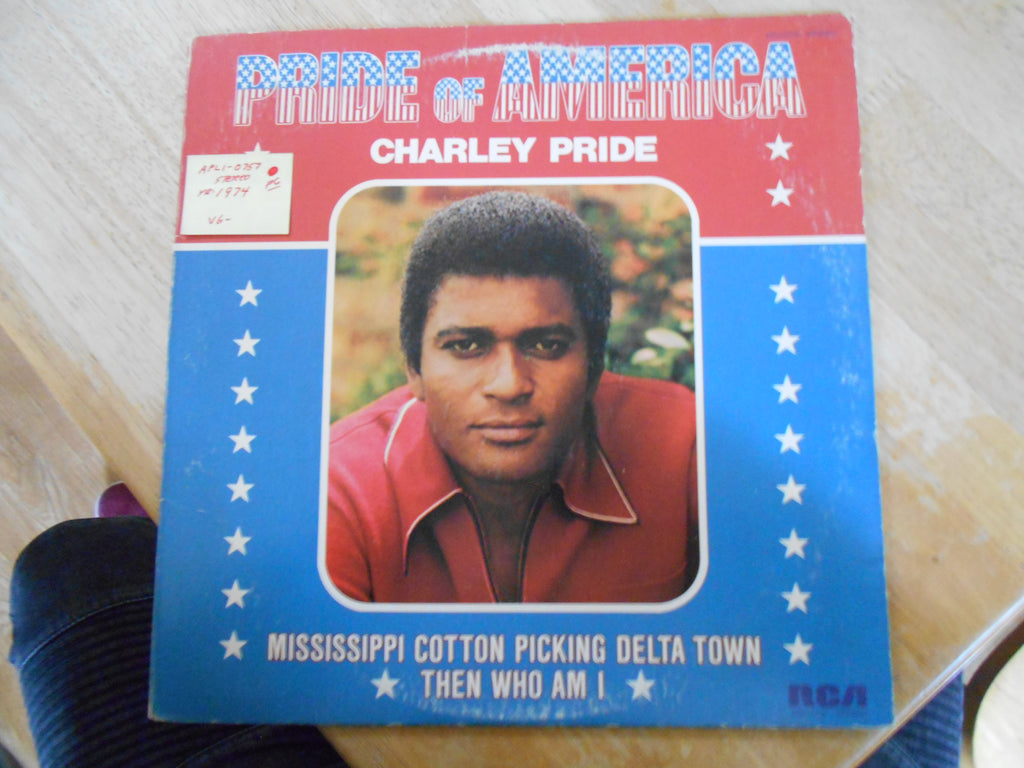 PRIDE OF AMERICA
CHARLEY PRIDE
APL1-0757
STEREO
YR: 1974
VG-
MISSISSIPPI COTTON PICKING DELTA TOWN
THEN WHO AM I
RCA